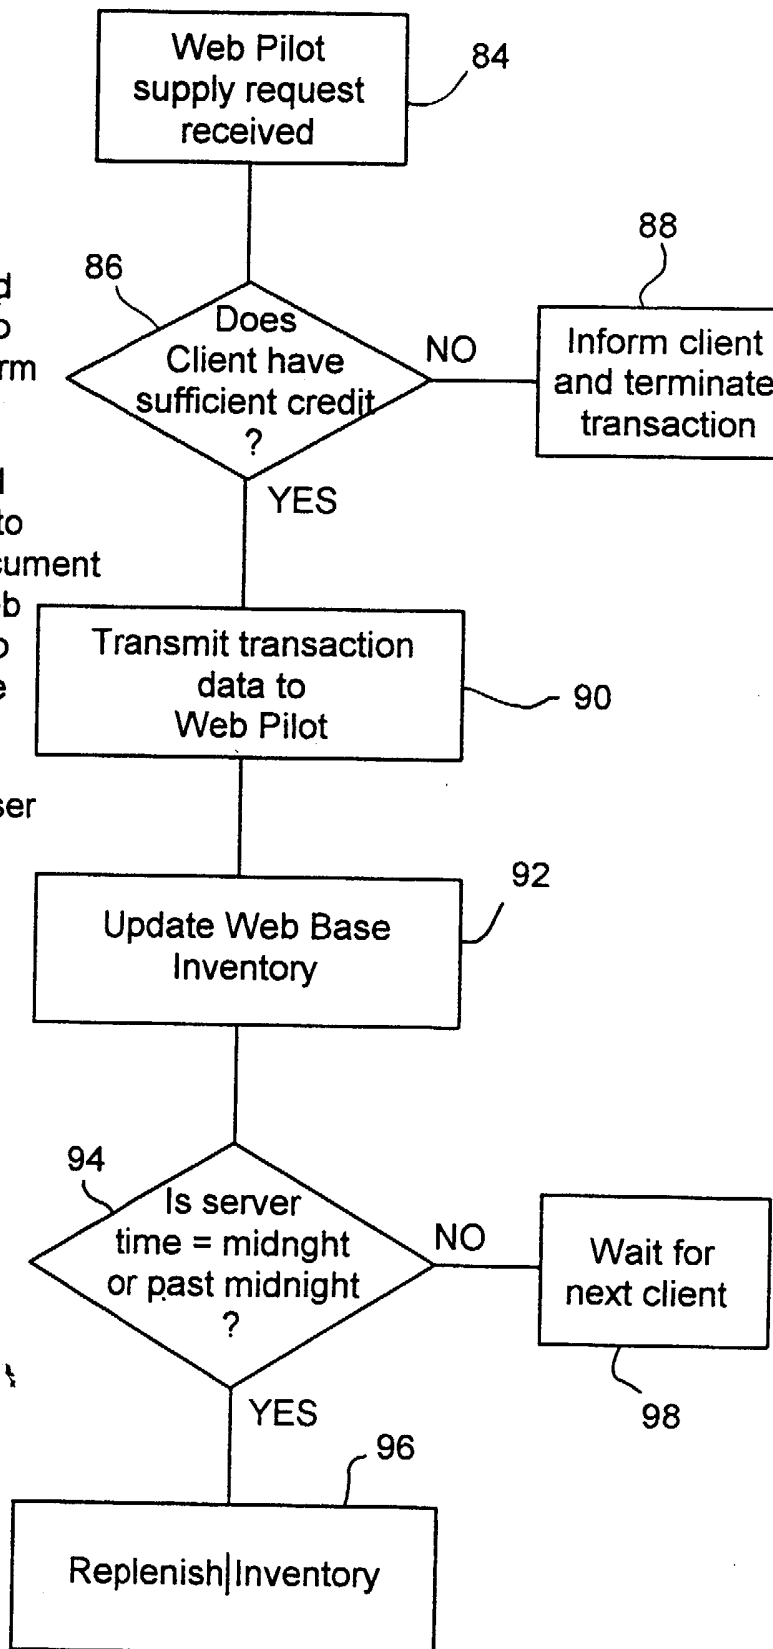 Web Pilot
supply request
received
84
86
Does
Client have
sufficient credit
?
NO
88
Inform client
and terminate
transaction
YES
to
Transmit transaction
data to
Web Pilot
90
Update Web Base
Inventory
92
94
Is server
time = midnght
or past midnight
?
NO
Wait for
next client
98
YES
96
Replenish Inventory